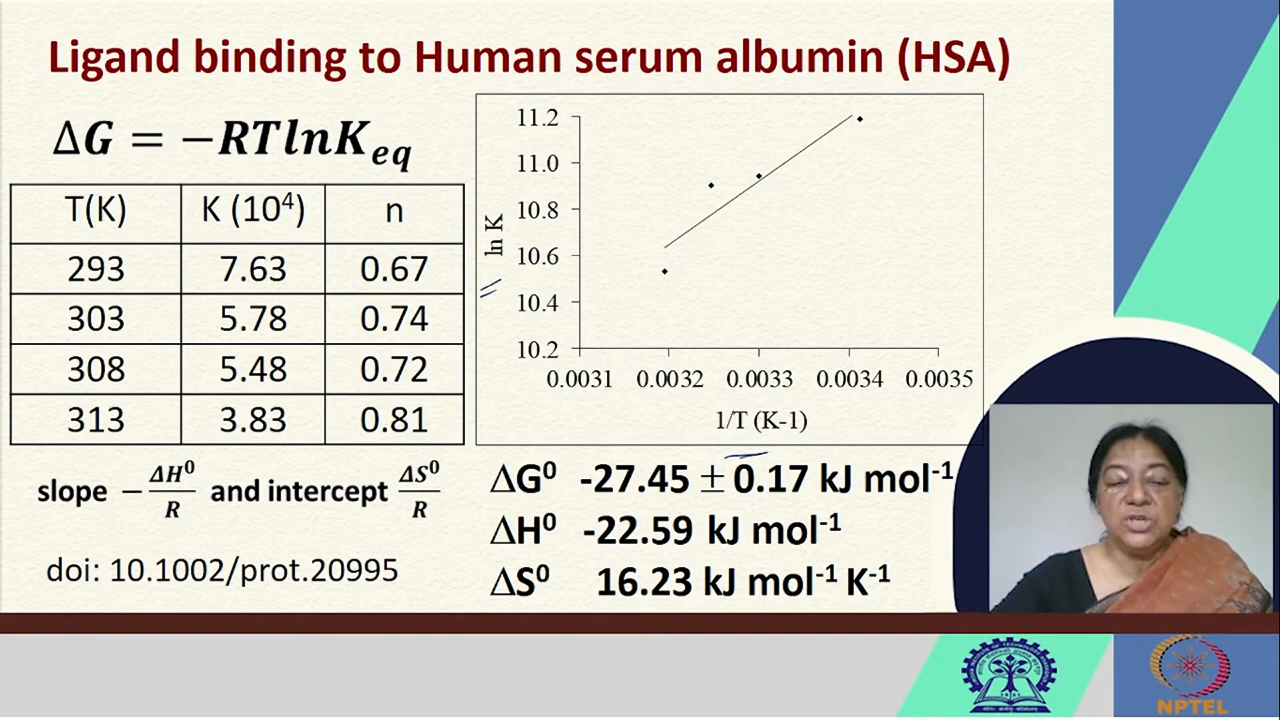 Ligand binding to Human serum albumin (HSA)
ΔG = −RTlnK_eq
T(K) K (10⁴) n
293 7.63 0.67
303 5.78 0.74
308 5.48 0.72
313 3.83 0.81
slope −ΔH⁰/R and intercept ΔS⁰/R
doi: 10.1002/prot.20995
ln K
11.2
11.0
10.8
10.6
10.4
10.2
0.0031 0.0032 0.0033 0.0034 0.0035
1/T (K-1)
ΔG⁰ -27.45 ± 0.17 kJ mol⁻¹
ΔH⁰ -22.59 kJ mol⁻¹
ΔS⁰ 16.23 kJ mol⁻¹ K⁻¹
NPTEL